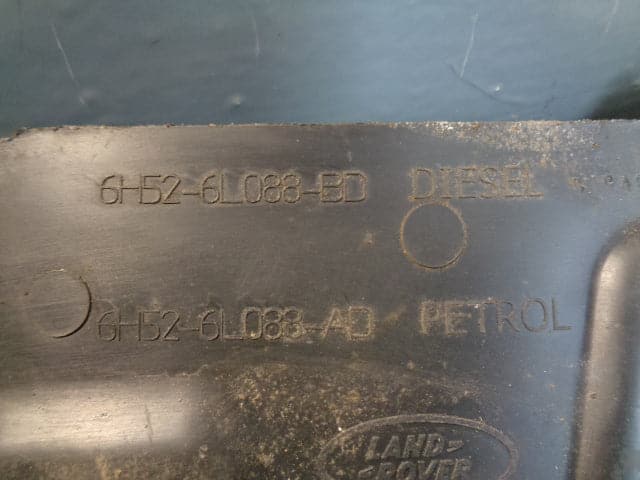 6H52-6L088-BD DIESEL
6H52-6L088-AD PETROL
LAND-
-ROVER